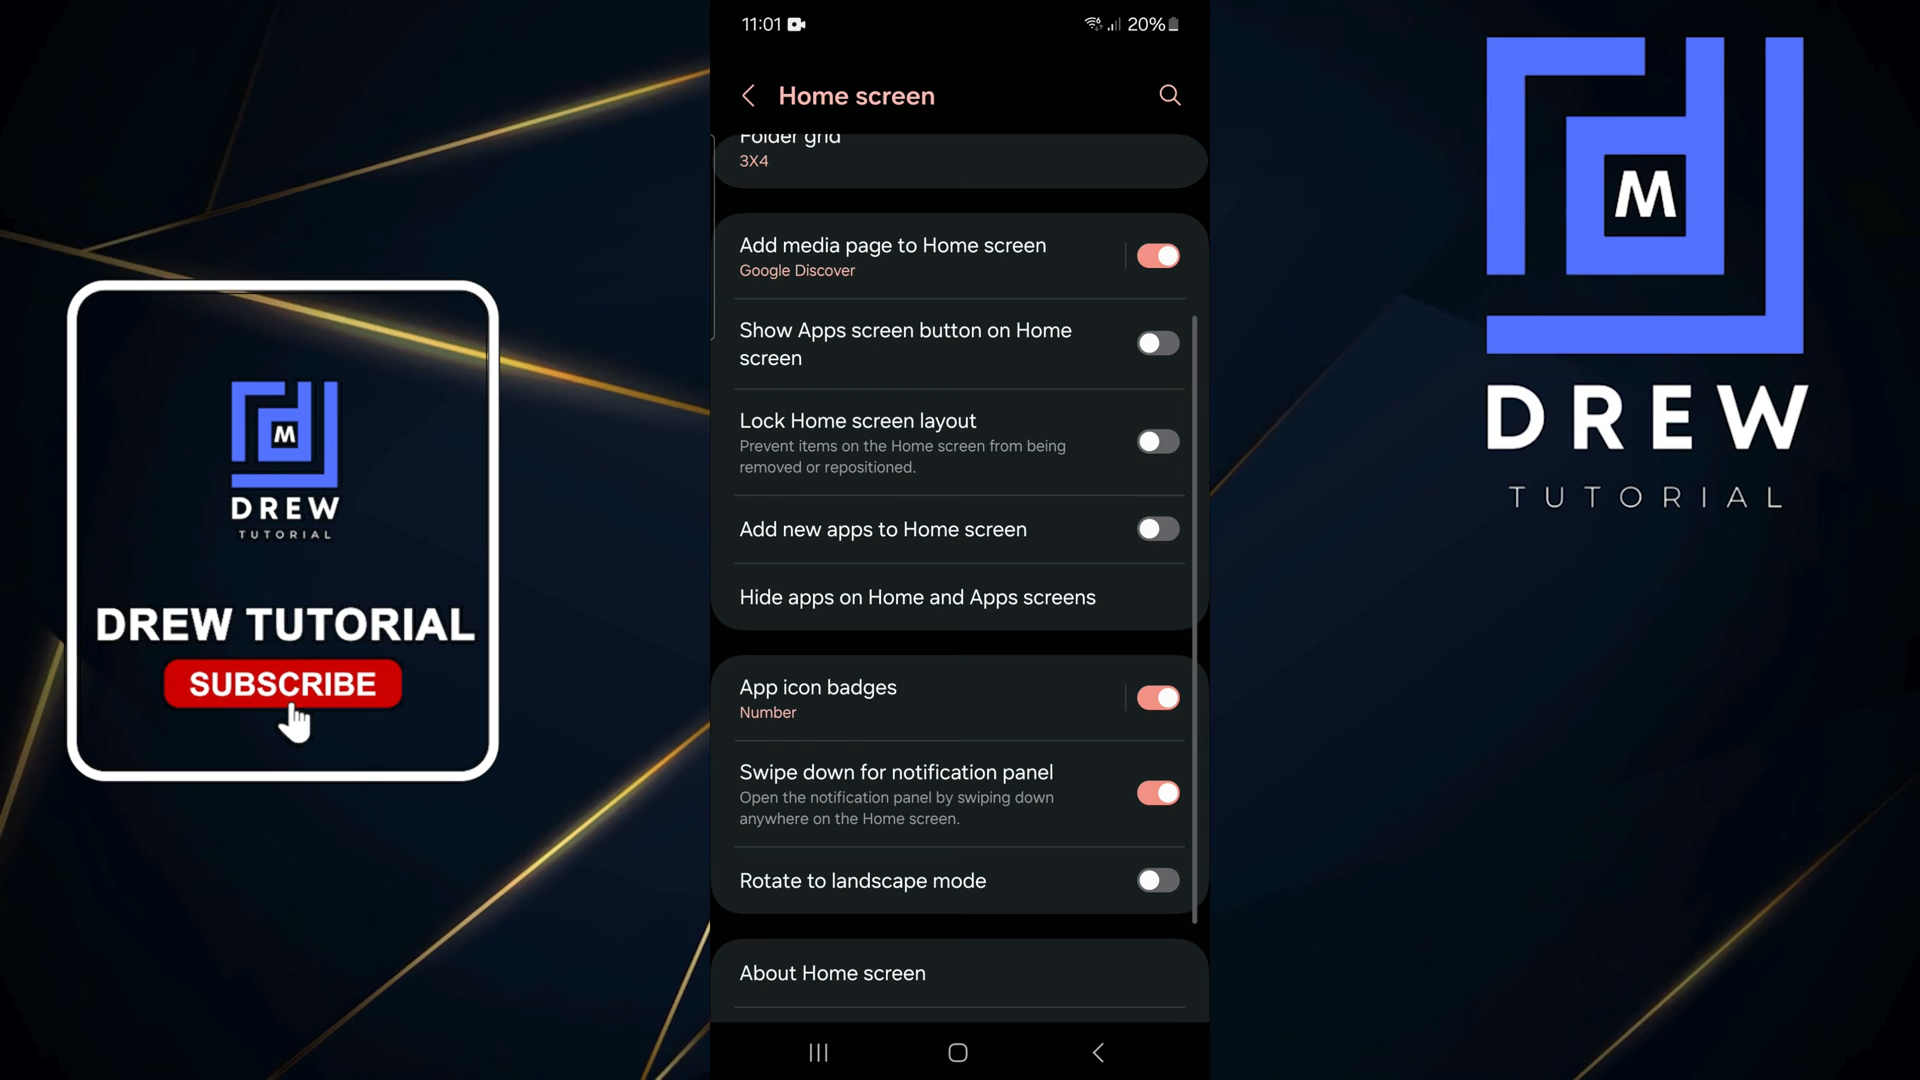 11:01
20%
Home screen
Folder grid
3X4
Add media page to Home screen
Google Discover
Show Apps screen button on Home
screen
Lock Home screen layout
Prevent items on the Home screen from being
removed or repositioned.
Add new apps to Home screen
Hide apps on Home and Apps screens
App icon badges
Number
Swipe down for notification panel
Open the notification panel by swiping down
anywhere on the Home screen.
Rotate to landscape mode
About Home screen
M
DREW
TUTORIAL
DREW TUTORIAL
SUBSCRIBE
M
DREW
TUTORIAL